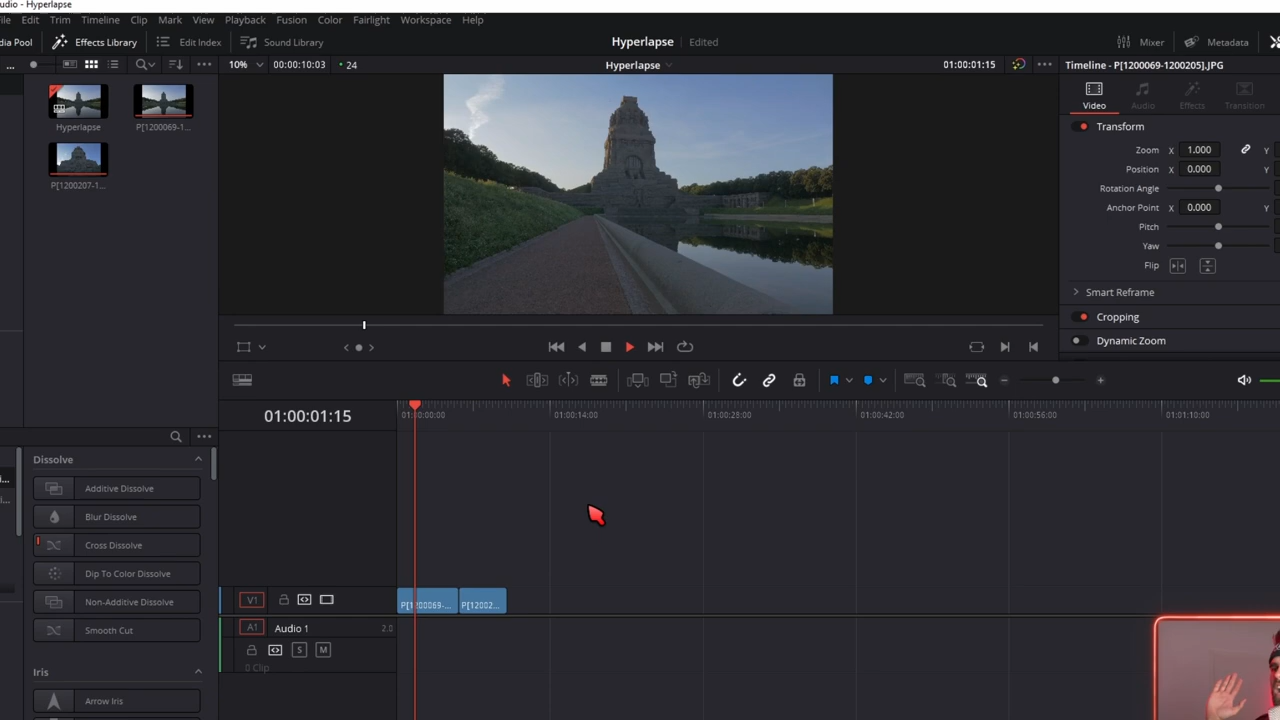 udio - Hyperlapse
File Edit Trim Timeline Clip Mark View Playback Fusion Color Fairlight Workspace Help
dia Pool Effects Library Edit Index Sound Library Hyperlapse Edited Mixer Metadata
... 10% 00:00:10:03 • 24 Hyperlapse 01:00:01:15 Timeline - P[1200069-1200205].JPG
Video Audio Effects Transition
Hyperlapse P[1200069-1...
P[1200207-1...
Transform
Zoom X 1.000 Y
Position X 0.000 Y
Rotation Angle
Anchor Point X 0.000 Y
Pitch
Yaw
Flip
Smart Reframe
Cropping
Dynamic Zoom
01:00:01:15
01:00:00:00 01:00:14:00 01:00:28:00 01:00:42:00 01:00:56:00 01:01:10:00
Dissolve
Additive Dissolve
Blur Dissolve
Cross Dissolve
Dip To Color Dissolve
Non-Additive Dissolve
Smooth Cut
Iris
Arrow Iris
V1 P[1200069-... P[12002...
A1 Audio 1 2.0
S M
0 Clip